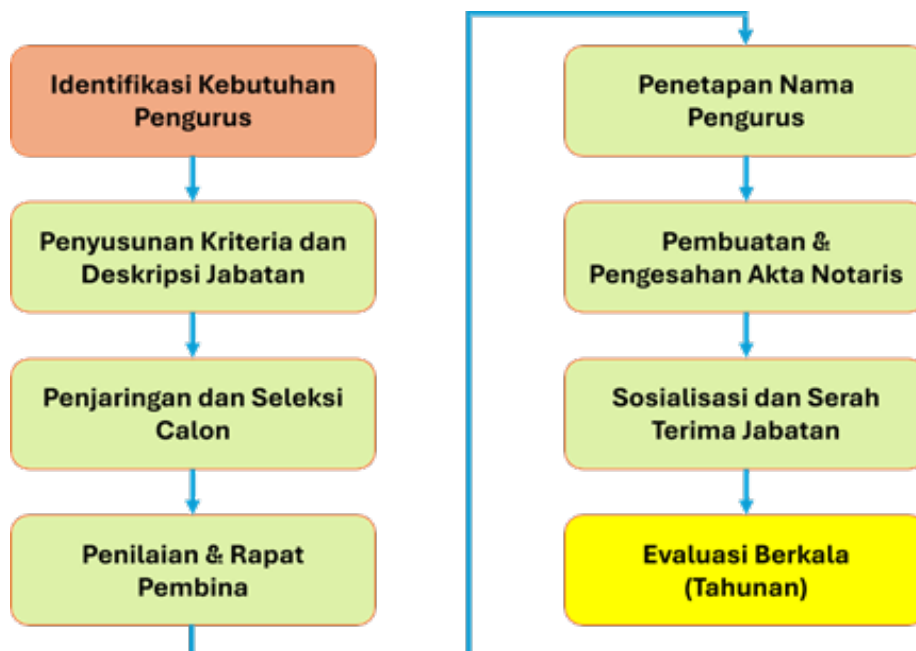 Identifikasi Kebutuhan
Pengurus
Penyusunan Kriteria dan
Deskripsi Jabatan
Penjaringan dan Seleksi
Calon
Penilaian & Rapat
Pembina
Penetapan Nama
Pengurus
Pembuatan &
Pengesahan Akta Notaris
Sosialisasi dan Serah
Terima Jabatan
Evaluasi Berkala
(Tahunan)